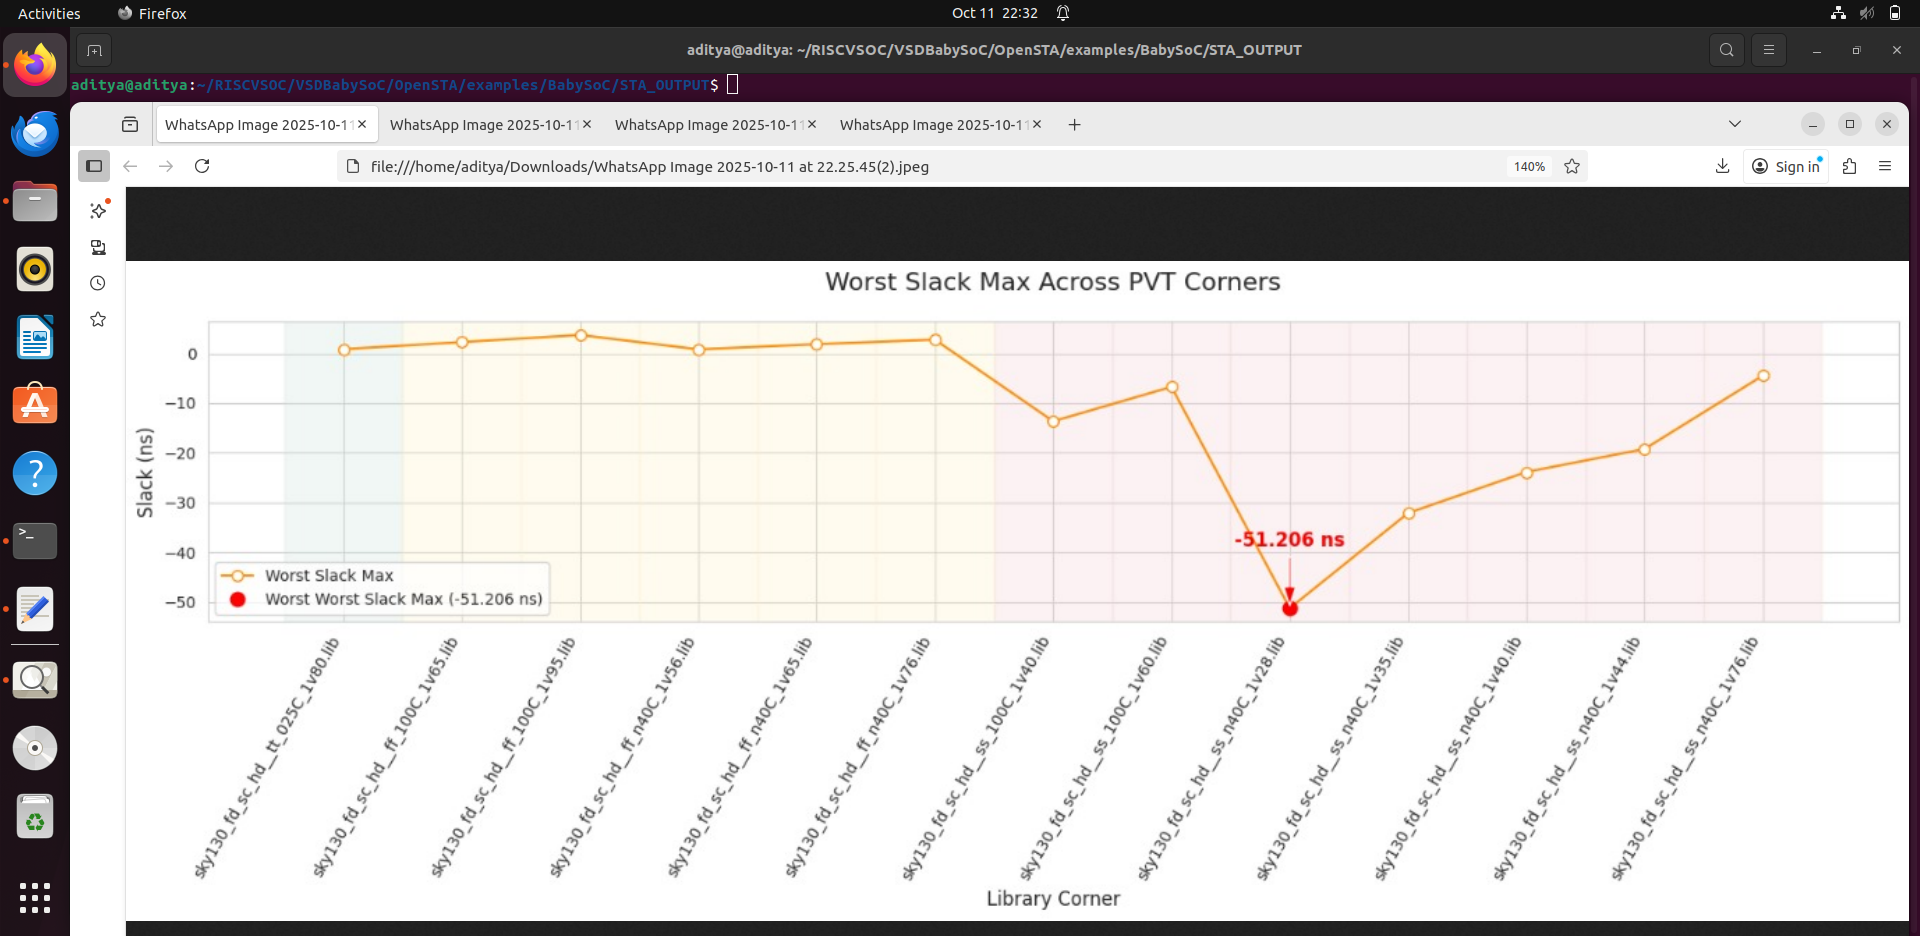 Activities
Firefox
Oct 11 22:32
aditya@aditya: ~/RISCVSOC/VSDBabySoC/OpenSTA/examples/BabySoC/STA_OUTPUT
aditya@aditya:~/RISCVSOC/VSDBabySoC/OpenSTA/examples/BabySoC/STA_OUTPUT$
WhatsApp Image 2025-10-11
WhatsApp Image 2025-10-11
WhatsApp Image 2025-10-11
WhatsApp Image 2025-10-11
file:///home/aditya/Downloads/WhatsApp Image 2025-10-11 at 22.25.45(2).jpeg
140%
Sign in
Worst Slack Max Across PVT Corners
Slack (ns)
0
−10
−20
−30
−40
−50
-51.206 ns
Worst Slack Max
Worst Worst Slack Max (-51.206 ns)
sky130_fd_sc_hd__tt_025C_1v80.lib
sky130_fd_sc_hd__ff_100C_1v65.lib
sky130_fd_sc_hd__ff_100C_1v95.lib
sky130_fd_sc_hd__ff_n40C_1v56.lib
sky130_fd_sc_hd__ff_n40C_1v65.lib
sky130_fd_sc_hd__ff_n40C_1v76.lib
sky130_fd_sc_hd__ss_100C_1v40.lib
sky130_fd_sc_hd__ss_100C_1v60.lib
sky130_fd_sc_hd__ss_n40C_1v28.lib
sky130_fd_sc_hd__ss_n40C_1v35.lib
sky130_fd_sc_hd__ss_n40C_1v40.lib
sky130_fd_sc_hd__ss_n40C_1v44.lib
sky130_fd_sc_hd__ss_n40C_1v76.lib
Library Corner